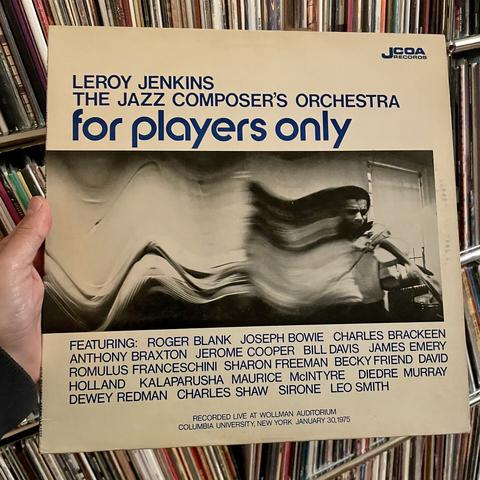 JCOA
RECORDS
LEROY JENKINS
THE JAZZ COMPOSER'S ORCHESTRA
for players only
FEATURING: ROGER BLANK JOSEPH BOWIE CHARLES BRACKEEN
ANTHONY BRAXTON JEROME COOPER BILL DAVIS JAMES EMERY
ROMULUS FRANCESCHINI SHARON FREEMAN BECKY FRIEND DAVID
HOLLAND KALAPARUSHA MAURICE McINTYRE DIEDRE MURRAY
DEWEY REDMAN CHARLES SHAW SIRONE LEO SMITH
RECORDED LIVE AT WOLLMAN AUDITORIUM
COLUMBIA UNIVERSITY, NEW YORK JANUARY 30, 1975